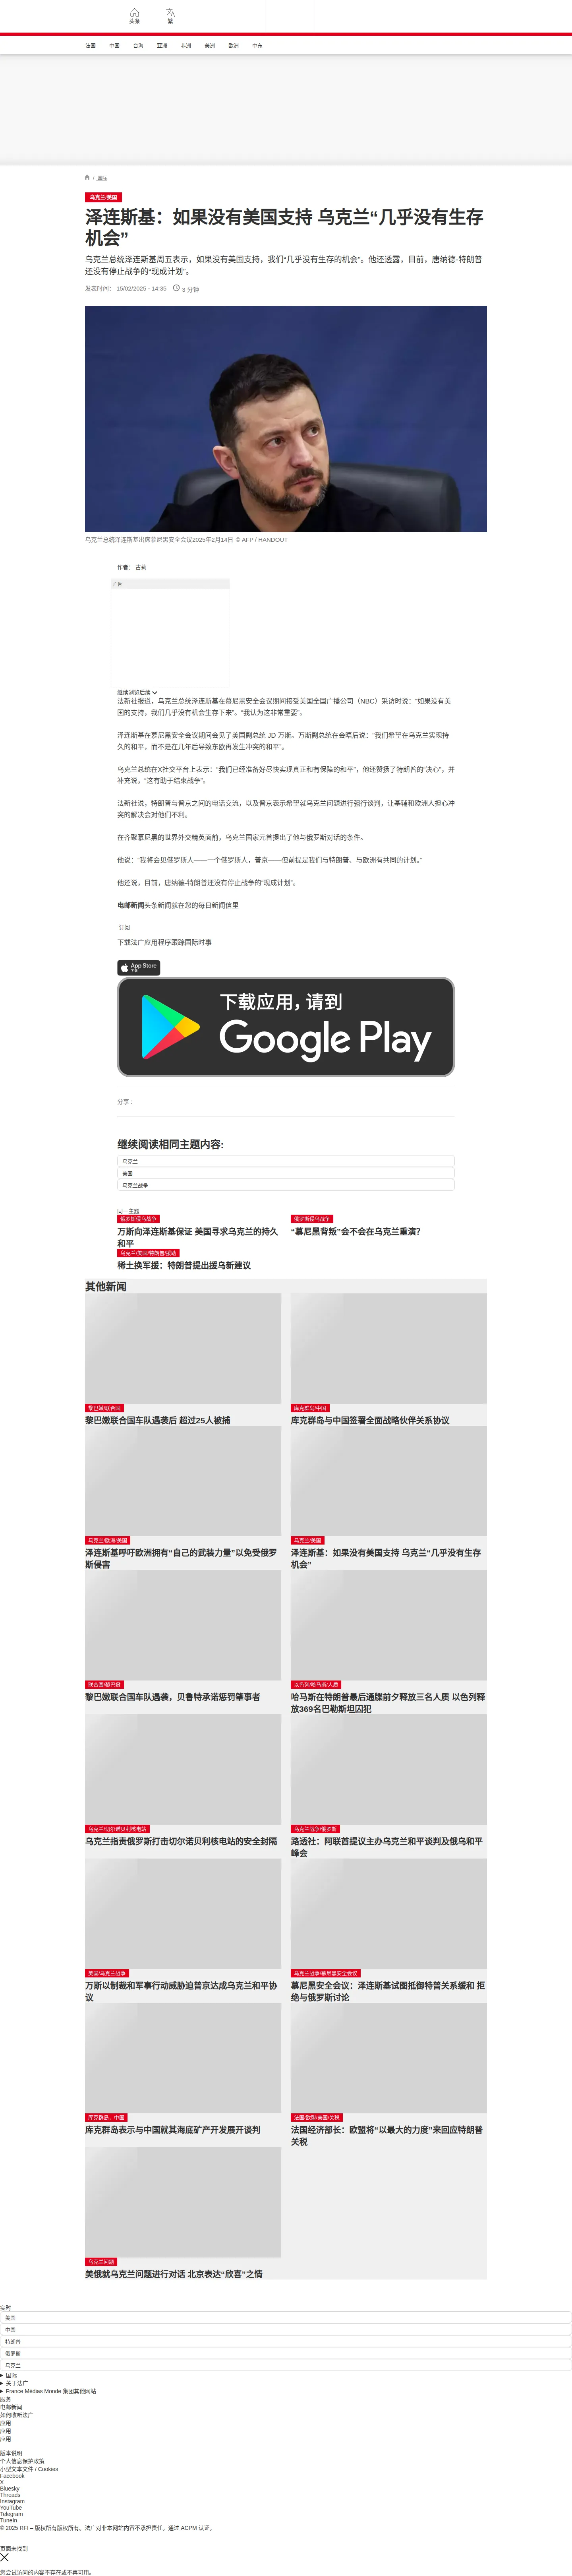 头条
繁
法国 中国 台海 亚洲 非洲 美洲 欧洲 中东
/ 国际
乌克兰/美国
泽连斯基：如果没有美国支持 乌克兰“几乎没有生存
机会”
乌克兰总统泽连斯基周五表示，如果没有美国支持，我们“几乎没有生存的机会”。他还透露，目前，唐纳德-特朗普
还没有停止战争的“现成计划”。
发表时间： 15/02/2025 - 14:35 3 分钟
乌克兰总统泽连斯基出席慕尼黑安全会议2025年2月14日 © AFP / HANDOUT
作者： 古莉
广告
继续浏览后续
法新社报道，乌克兰总统泽连斯基在慕尼黑安全会议期间接受美国全国广播公司（NBC）采访时说：“如果没有美
国的支持，我们几乎没有机会生存下来”。“我认为这非常重要”。
泽连斯基在慕尼黑安全会议期间会见了美国副总统 JD 万斯。万斯副总统在会晤后说：“我们希望在乌克兰实现持
久的和平，而不是在几年后导致东欧再发生冲突的和平”。
乌克兰总统在X社交平台上表示：“我们已经准备好尽快实现真正和有保障的和平”，他还赞扬了特朗普的“决心”，并
补充说，“这有助于结束战争”。
法新社说，特朗普与普京之间的电话交流，以及普京表示希望就乌克兰问题进行强行谈判，让基辅和欧洲人担心冲
突的解决会对他们不利。
在齐聚慕尼黑的世界外交精英面前，乌克兰国家元首提出了他与俄罗斯对话的条件。
他说：“我将会见俄罗斯人——一个俄罗斯人，普京——但前提是我们与特朗普、与欧洲有共同的计划。”
他还说，目前，唐纳德-特朗普还没有停止战争的“现成计划”。
电邮新闻头条新闻就在您的每日新闻信里
订阅
下载法广应用程序跟踪国际时事
App Store
下载
下载应用，请到
Google Play
分享 :
继续阅读相同主题内容:
乌克兰
美国
乌克兰战争
同一主题
俄罗斯侵乌战争
万斯向泽连斯基保证 美国寻求乌克兰的持久
和平
俄罗斯侵乌战争
“慕尼黑背叛”会不会在乌克兰重演?
乌克兰/美国/特朗普/援助
稀土换军援：特朗普提出援乌新建议
其他新闻
黎巴嫩/联合国
黎巴嫩联合国车队遇袭后 超过25人被捕
库克群岛/中国
库克群岛与中国签署全面战略伙伴关系协议
乌克兰/欧洲/美国
泽连斯基呼吁欧洲拥有“自己的武装力量”以免受俄罗
斯侵害
乌克兰/美国
泽连斯基：如果没有美国支持 乌克兰“几乎没有生存
机会”
联合国/黎巴嫩
黎巴嫩联合国车队遇袭，贝鲁特承诺惩罚肇事者
以色列/哈马斯/人质
哈马斯在特朗普最后通牒前夕释放三名人质 以色列释
放369名巴勒斯坦囚犯
乌克兰/切尔诺贝利核电站
乌克兰指责俄罗斯打击切尔诺贝利核电站的安全封隔
乌克兰战争/俄罗斯
路透社：阿联酋提议主办乌克兰和平谈判及俄乌和平
峰会
美国/乌克兰战争
万斯以制裁和军事行动威胁迫普京达成乌克兰和平协
议
乌克兰战争/慕尼黑安全会议
慕尼黑安全会议：泽连斯基试图抵御特普关系缓和 拒
绝与俄罗斯讨论
库克群岛，中国
库克群岛表示与中国就其海底矿产开发展开谈判
法国/欧盟/美国/关税
法国经济部长：欧盟将“以最大的力度”来回应特朗普
关税
乌克兰问题
美俄就乌克兰问题进行对话 北京表达“欣喜”之情
实时
美国
中国
特朗普
俄罗斯
乌克兰
国际
关于法广
France Médias Monde 集团其他网站
服务
电邮新闻
如何收听法广
应用
应用
应用
版本说明
个人信息保护政策
小型文本文件 / Cookies
Facebook
X
Bluesky
Threads
Instagram
YouTube
Telegram
TuneIn
© 2025 RFI – 版权所有版权所有。法广对非本网站内容不承担责任。通过 ACPM 认证。
页面未找到
您尝试访问的内容不存在或不再可用。